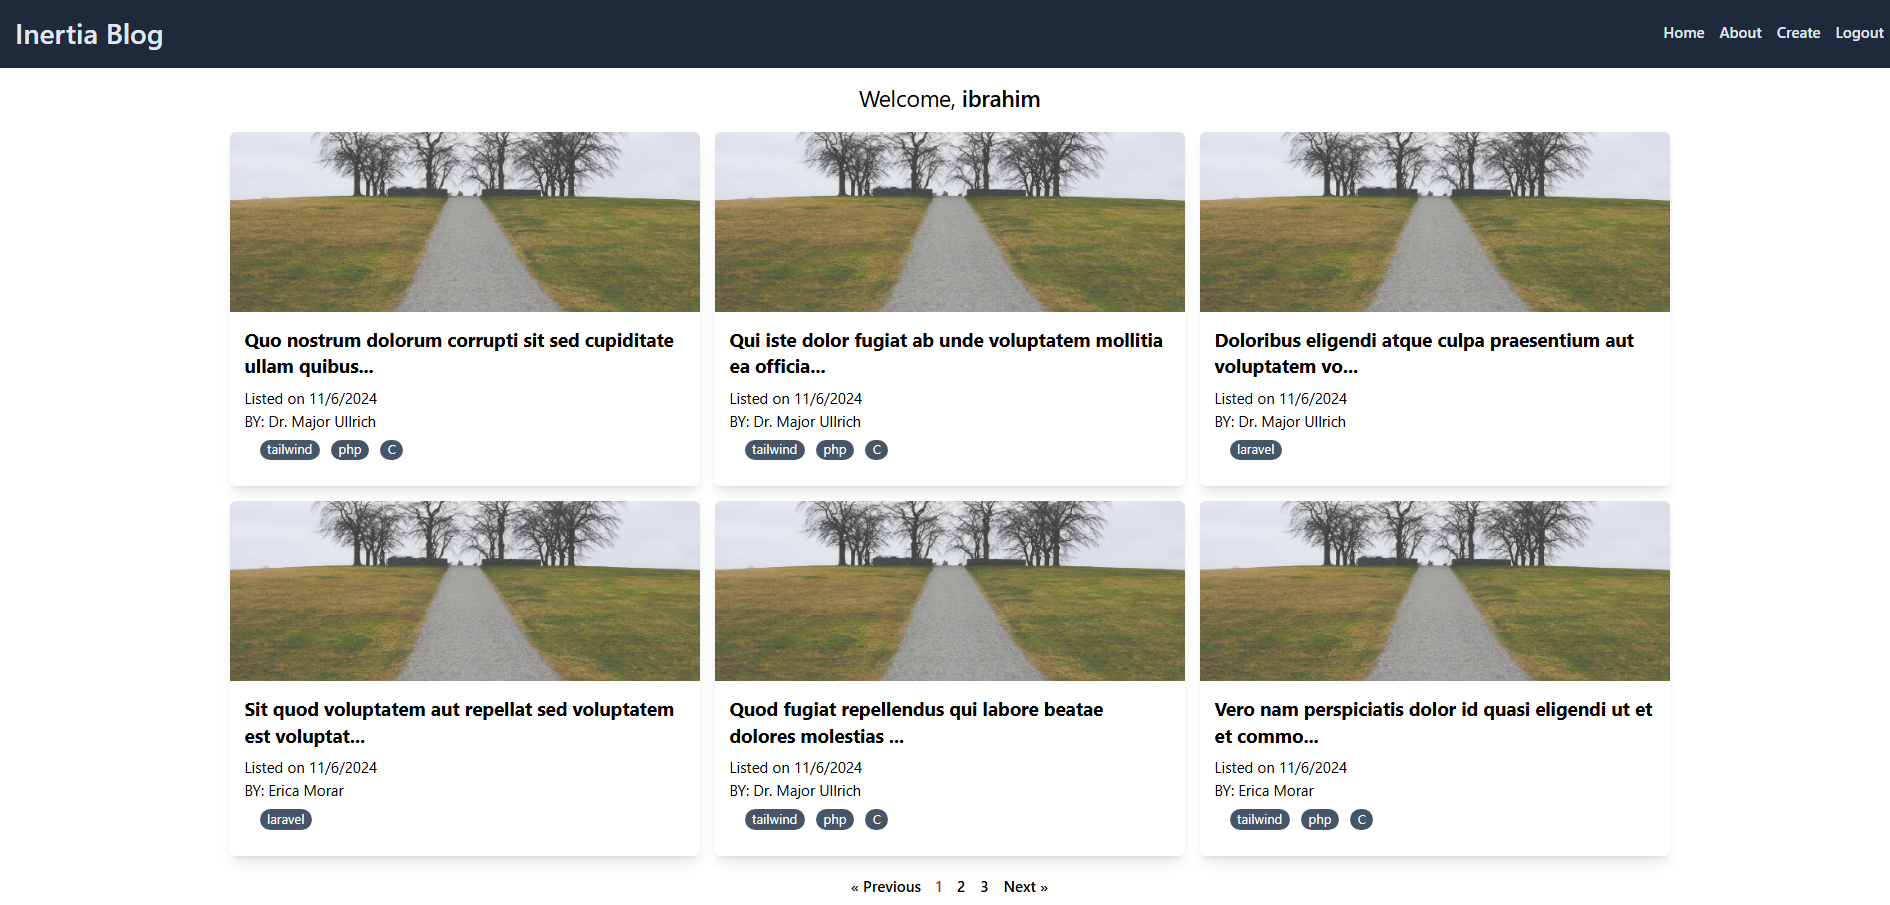 Inertia Blog
Home About Create Logout
Welcome, ibrahim
Quo nostrum dolorum corrupti sit sed cupiditate
ullam quibus...
Listed on 11/6/2024
BY: Dr. Major Ullrich
tailwind php C
Qui iste dolor fugiat ab unde voluptatem mollitia
ea officia...
Listed on 11/6/2024
BY: Dr. Major Ullrich
tailwind php C
Doloribus eligendi atque culpa praesentium aut
voluptatem vo...
Listed on 11/6/2024
BY: Dr. Major Ullrich
laravel
Sit quod voluptatem aut repellat sed voluptatem
est voluptat...
Listed on 11/6/2024
BY: Erica Morar
laravel
Quod fugiat repellendus qui labore beatae
dolores molestias ...
Listed on 11/6/2024
BY: Dr. Major Ullrich
tailwind php C
Vero nam perspiciatis dolor id quasi eligendi ut et
et commo...
Listed on 11/6/2024
BY: Erica Morar
tailwind php C
« Previous 1 2 3 Next »